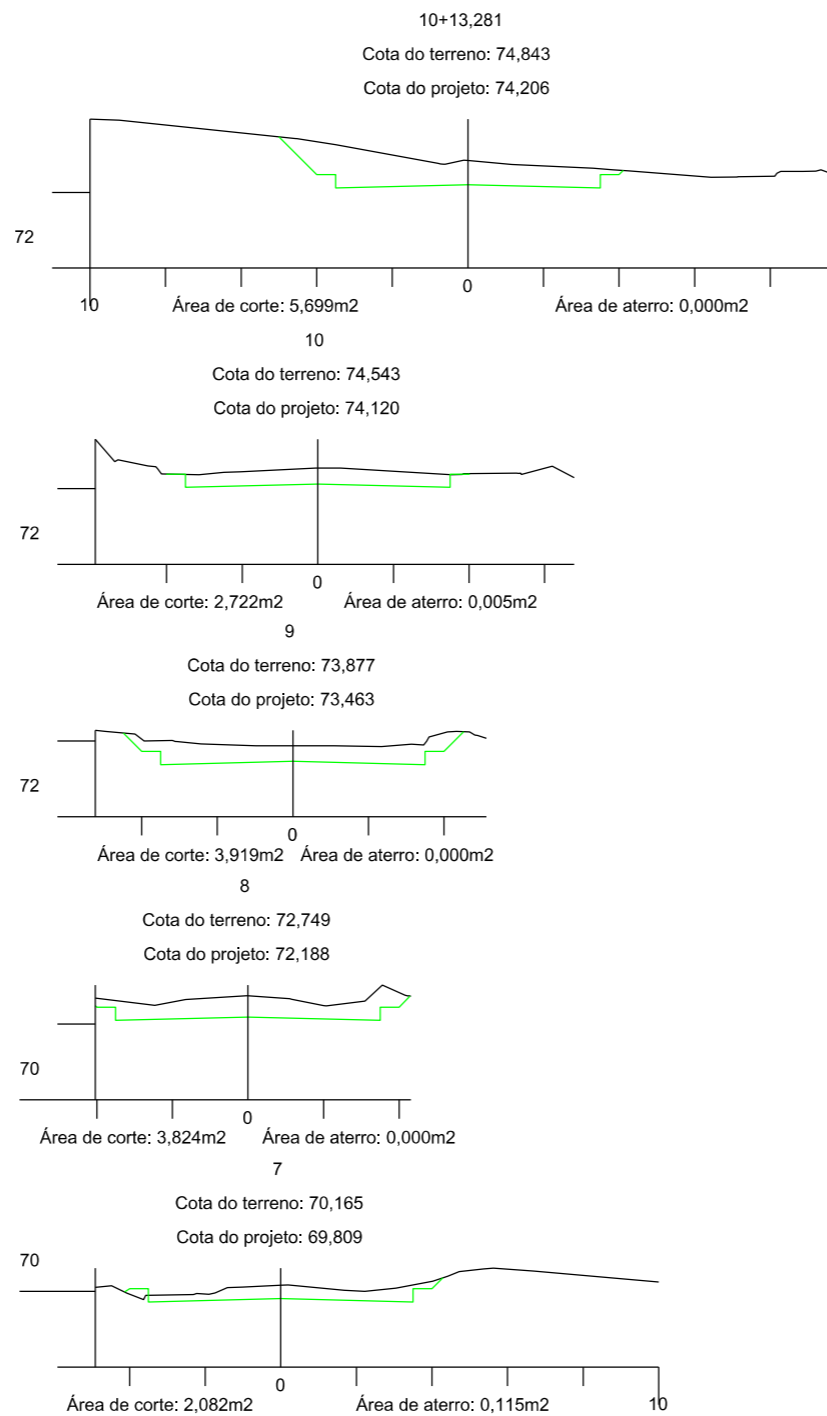 10+13,281
Cota do terreno: 74,843
Cota do projeto: 74,206
72
10
0
Área de corte: 5,699m2 Área de aterro: 0,000m2
10
Cota do terreno: 74,543
Cota do projeto: 74,120
72
0
Área de corte: 2,722m2 Área de aterro: 0,005m2
9
Cota do terreno: 73,877
Cota do projeto: 73,463
72
0
Área de corte: 3,919m2 Área de aterro: 0,000m2
8
Cota do terreno: 72,749
Cota do projeto: 72,188
70
0
Área de corte: 3,824m2 Área de aterro: 0,000m2
7
Cota do terreno: 70,165
Cota do projeto: 69,809
70
0
Área de corte: 2,082m2 Área de aterro: 0,115m2 10